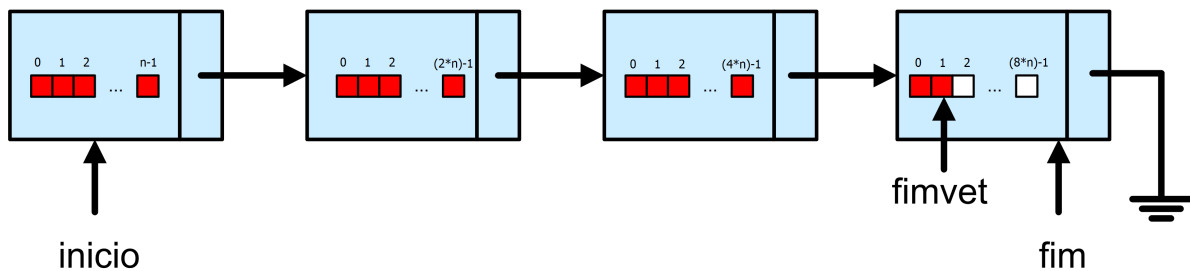 0 1 2 n-1
...
0 1 2 (2*n)-1
...
0 1 2 (4*n)-1
...
0 1 2 (8*n)-1
...
fimvet
inicio
fim